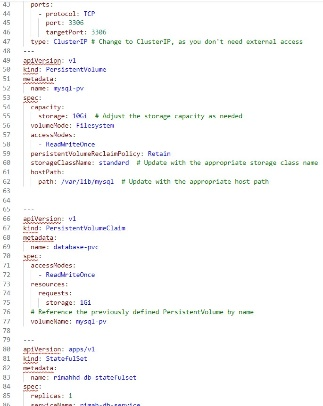 43 ports:
44 - protocol: TCP
45 port: 3306
46 targetPort: 3306
47 type: ClusterIP # Change to ClusterIP, as you don't need external access
48 ---
49 apiVersion: v1
50 kind: PersistentVolume
51 metadata:
52 name: mysql-pv
53 spec:
54 capacity:
55 storage: 10Gi # Adjust the storage capacity as needed
56 volumeMode: Filesystem
57 accessModes:
58 - ReadWriteOnce
59 persistentVolumeReclaimPolicy: Retain
60 storageClassName: standard # Update with the appropriate storage class name
61 hostPath:
62 path: /var/lib/mysql # Update with the appropriate host path
63
64
65 ---
66 apiVersion: v1
67 kind: PersistentVolumeClaim
68 metadata:
69 name: database-pvc
70 spec:
71 accessModes:
72 - ReadWriteOnce
73 resources:
74 requests:
75 storage: 1Gi
76 # Reference the previously defined PersistentVolume by name
77 volumeName: mysql-pv
78
79 ---
80 apiVersion: apps/v1
81 kind: StatefulSet
82 metadata:
83 name: rimahhd-db-statefulset
84 spec:
85 replicas: 1
86 serviceName: rimah-db-service